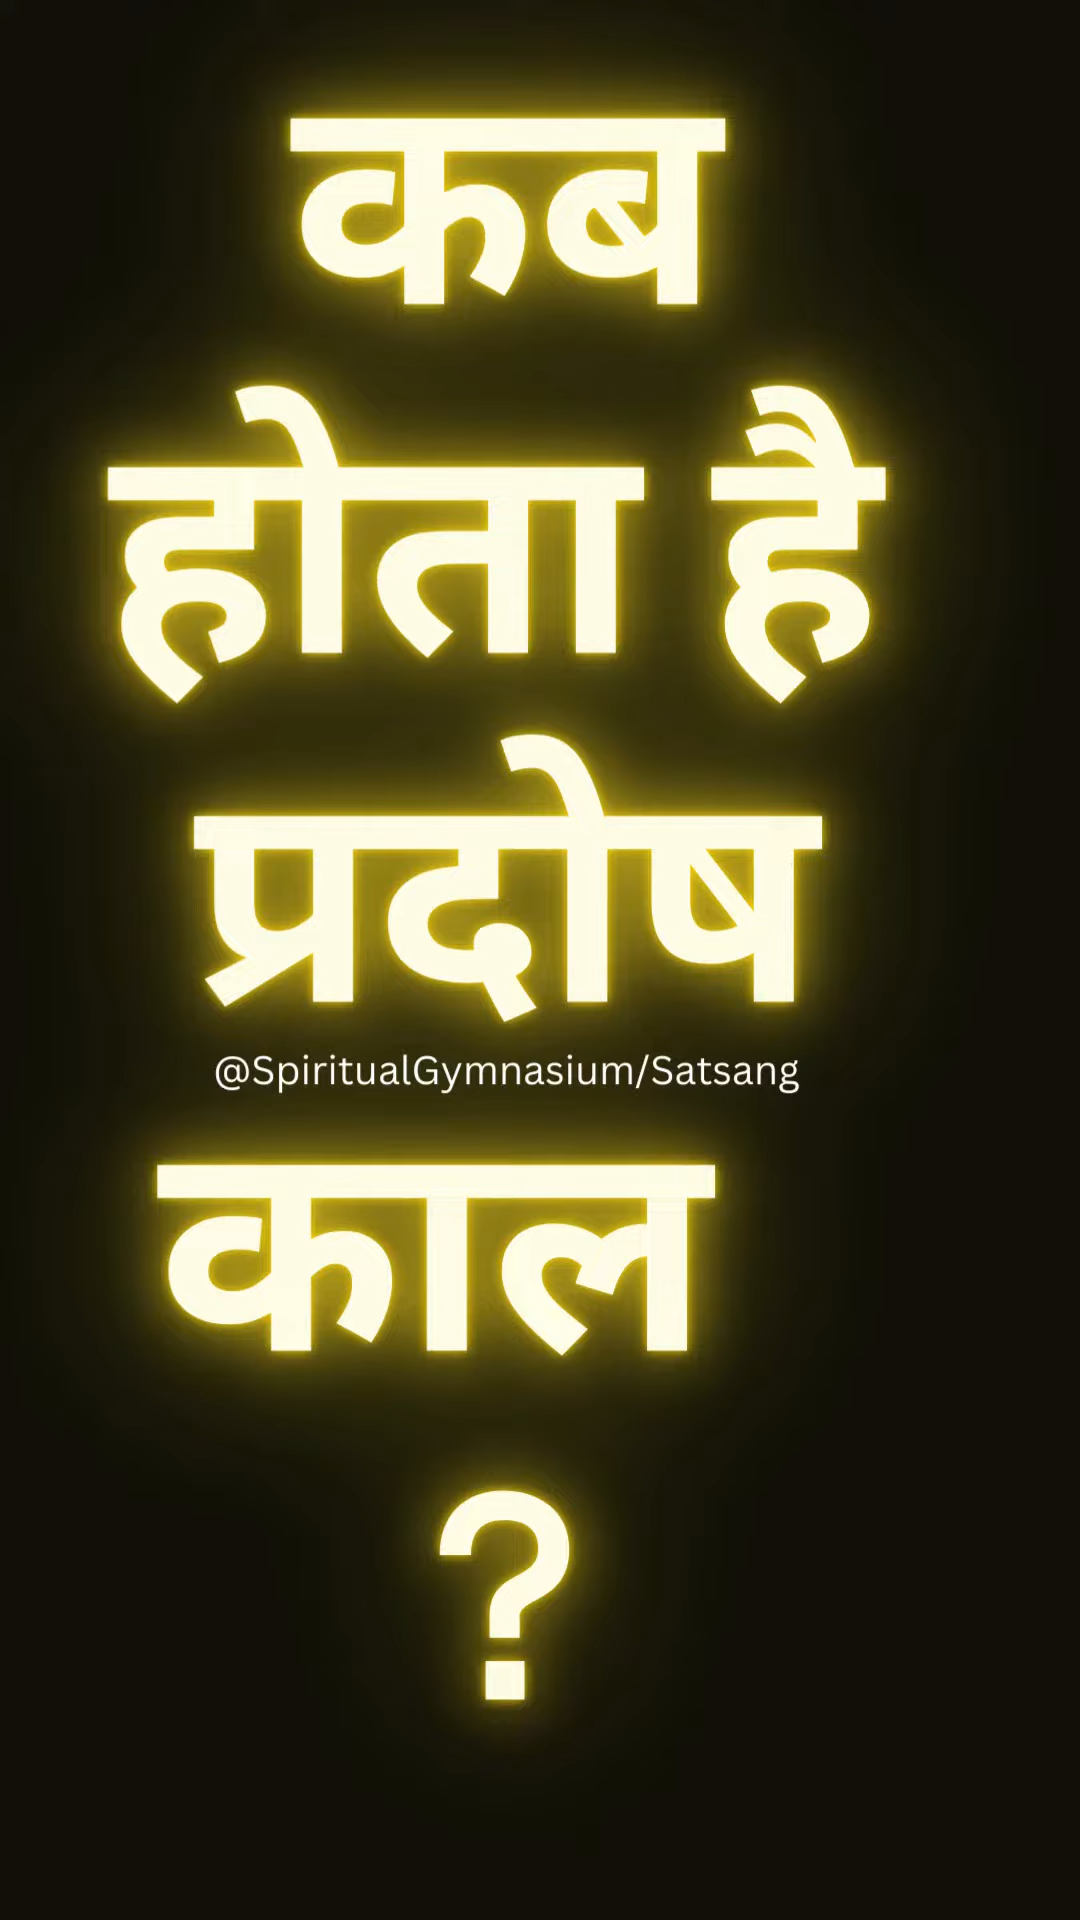 कब
होता है
प्रदोष
@SpiritualGymnasium/Satsang
काल
?